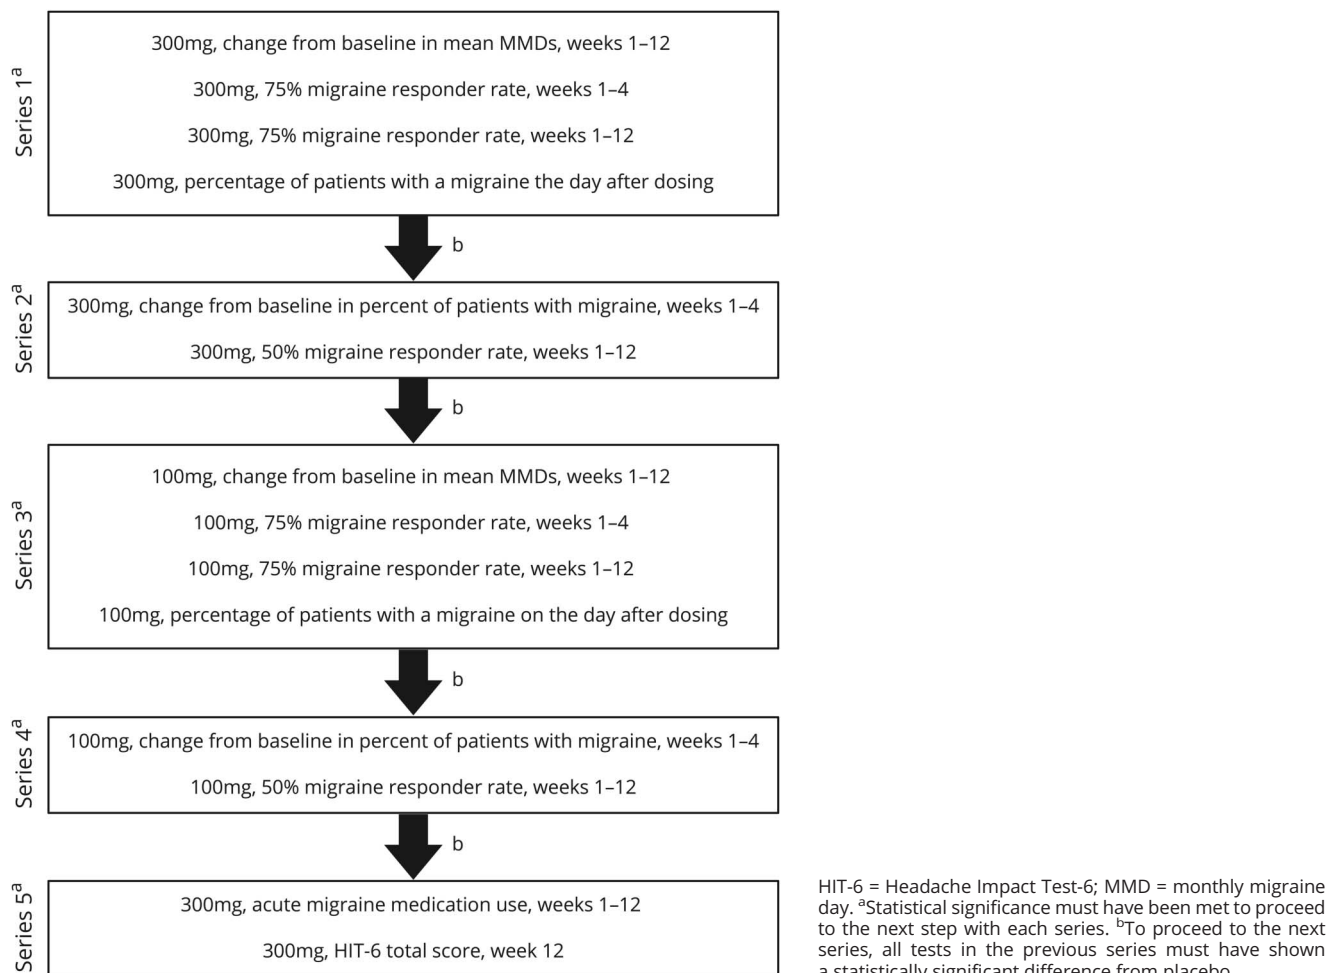 Series 1ᵃ
300mg, change from baseline in mean MMDs, weeks 1–12
300mg, 75% migraine responder rate, weeks 1–4
300mg, 75% migraine responder rate, weeks 1–12
300mg, percentage of patients with a migraine the day after dosing
b
Series 2ᵃ
300mg, change from baseline in percent of patients with migraine, weeks 1–4
300mg, 50% migraine responder rate, weeks 1–12
b
Series 3ᵃ
100mg, change from baseline in mean MMDs, weeks 1–12
100mg, 75% migraine responder rate, weeks 1–4
100mg, 75% migraine responder rate, weeks 1–12
100mg, percentage of patients with a migraine on the day after dosing
b
Series 4ᵃ
100mg, change from baseline in percent of patients with migraine, weeks 1–4
100mg, 50% migraine responder rate, weeks 1–12
b
Series 5ᵃ
300mg, acute migraine medication use, weeks 1–12
300mg, HIT-6 total score, week 12
HIT-6 = Headache Impact Test-6; MMD = monthly migraine
day. ᵃStatistical significance must have been met to proceed
to the next step with each series. ᵇTo proceed to the next
series, all tests in the previous series must have shown
a statistically significant difference from placebo